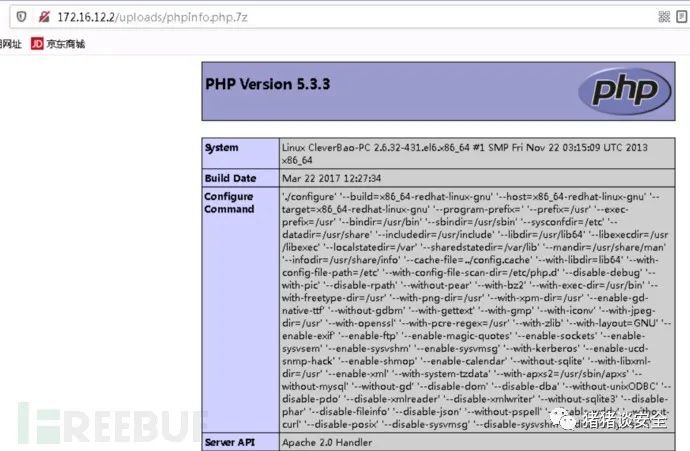 172.16.12.2/uploads/phpinfo.php.7z
用网址 JD 京东商城
PHP Version 5.3.3
php
System Linux CleverBao-PC 2.6.32-431.el6.x86_64 #1 SMP Fri Nov 22 03:15:09 UTC 2013
x86_64
Build Date Mar 22 2017 12:27:34
Configure './configure' '--build=x86_64-redhat-linux-gnu' '--host=x86_64-redhat-linux-gnu' '--
Command target=x86_64-redhat-linux-gnu' '--program-prefix=' '--prefix=/usr' '--exec-
prefix=/usr' '--bindir=/usr/bin' '--sbindir=/usr/sbin' '--sysconfdir=/etc' '--
datadir=/usr/share' '--includedir=/usr/include' '--libdir=/usr/lib64' '--libexecdir=/usr
/libexec' '--localstatedir=/var' '--sharedstatedir=/var/lib' '--mandir=/usr/share/man'
'--infodir=/usr/share/info' '--cache-file=../config.cache' '--with-libdir=lib64' '--with-
config-file-path=/etc' '--with-config-file-scan-dir=/etc/php.d' '--disable-debug' '--
with-pic' '--disable-rpath' '--without-pear' '--with-bz2' '--with-exec-dir=/usr/bin' '--
with-freetype-dir=/usr' '--with-png-dir=/usr' '--with-xpm-dir=/usr' '--enable-gd-
native-ttf' '--without-gdbm' '--with-gettext' '--with-gmp' '--with-iconv' '--with-jpeg-
dir=/usr' '--with-openssl' '--with-pcre-regex=/usr' '--with-zlib' '--with-layout=GNU' '--
enable-exif' '--enable-ftp' '--enable-magic-quotes' '--enable-sockets' '--enable-
sysvsem' '--enable-sysvshm' '--enable-sysvmsg' '--with-kerberos' '--enable-ucd-
snmp-hack' '--enable-shmop' '--enable-calendar' '--without-sqlite' '--with-libxml-
dir=/usr' '--enable-xml' '--with-system-tzdata' '--with-apxs2=/usr/sbin/apxs' '--
without-mysql' '--without-gd' '--disable-dom' '--disable-dba' '--without-unixODBC' '--
disable-pdo' '--disable-xmlreader' '--disable-xmlwriter' '--without-sqlite3' '--disable-
phar' '--disable-fileinfo' '--disable-json' '--without-pspell' '--disable-
curl' '--disable-posix' '--disable-sysvmsg' '--disable-sysvshm'
Server API Apache 2.0 Handler
FREEBUF
猪猪谈安全